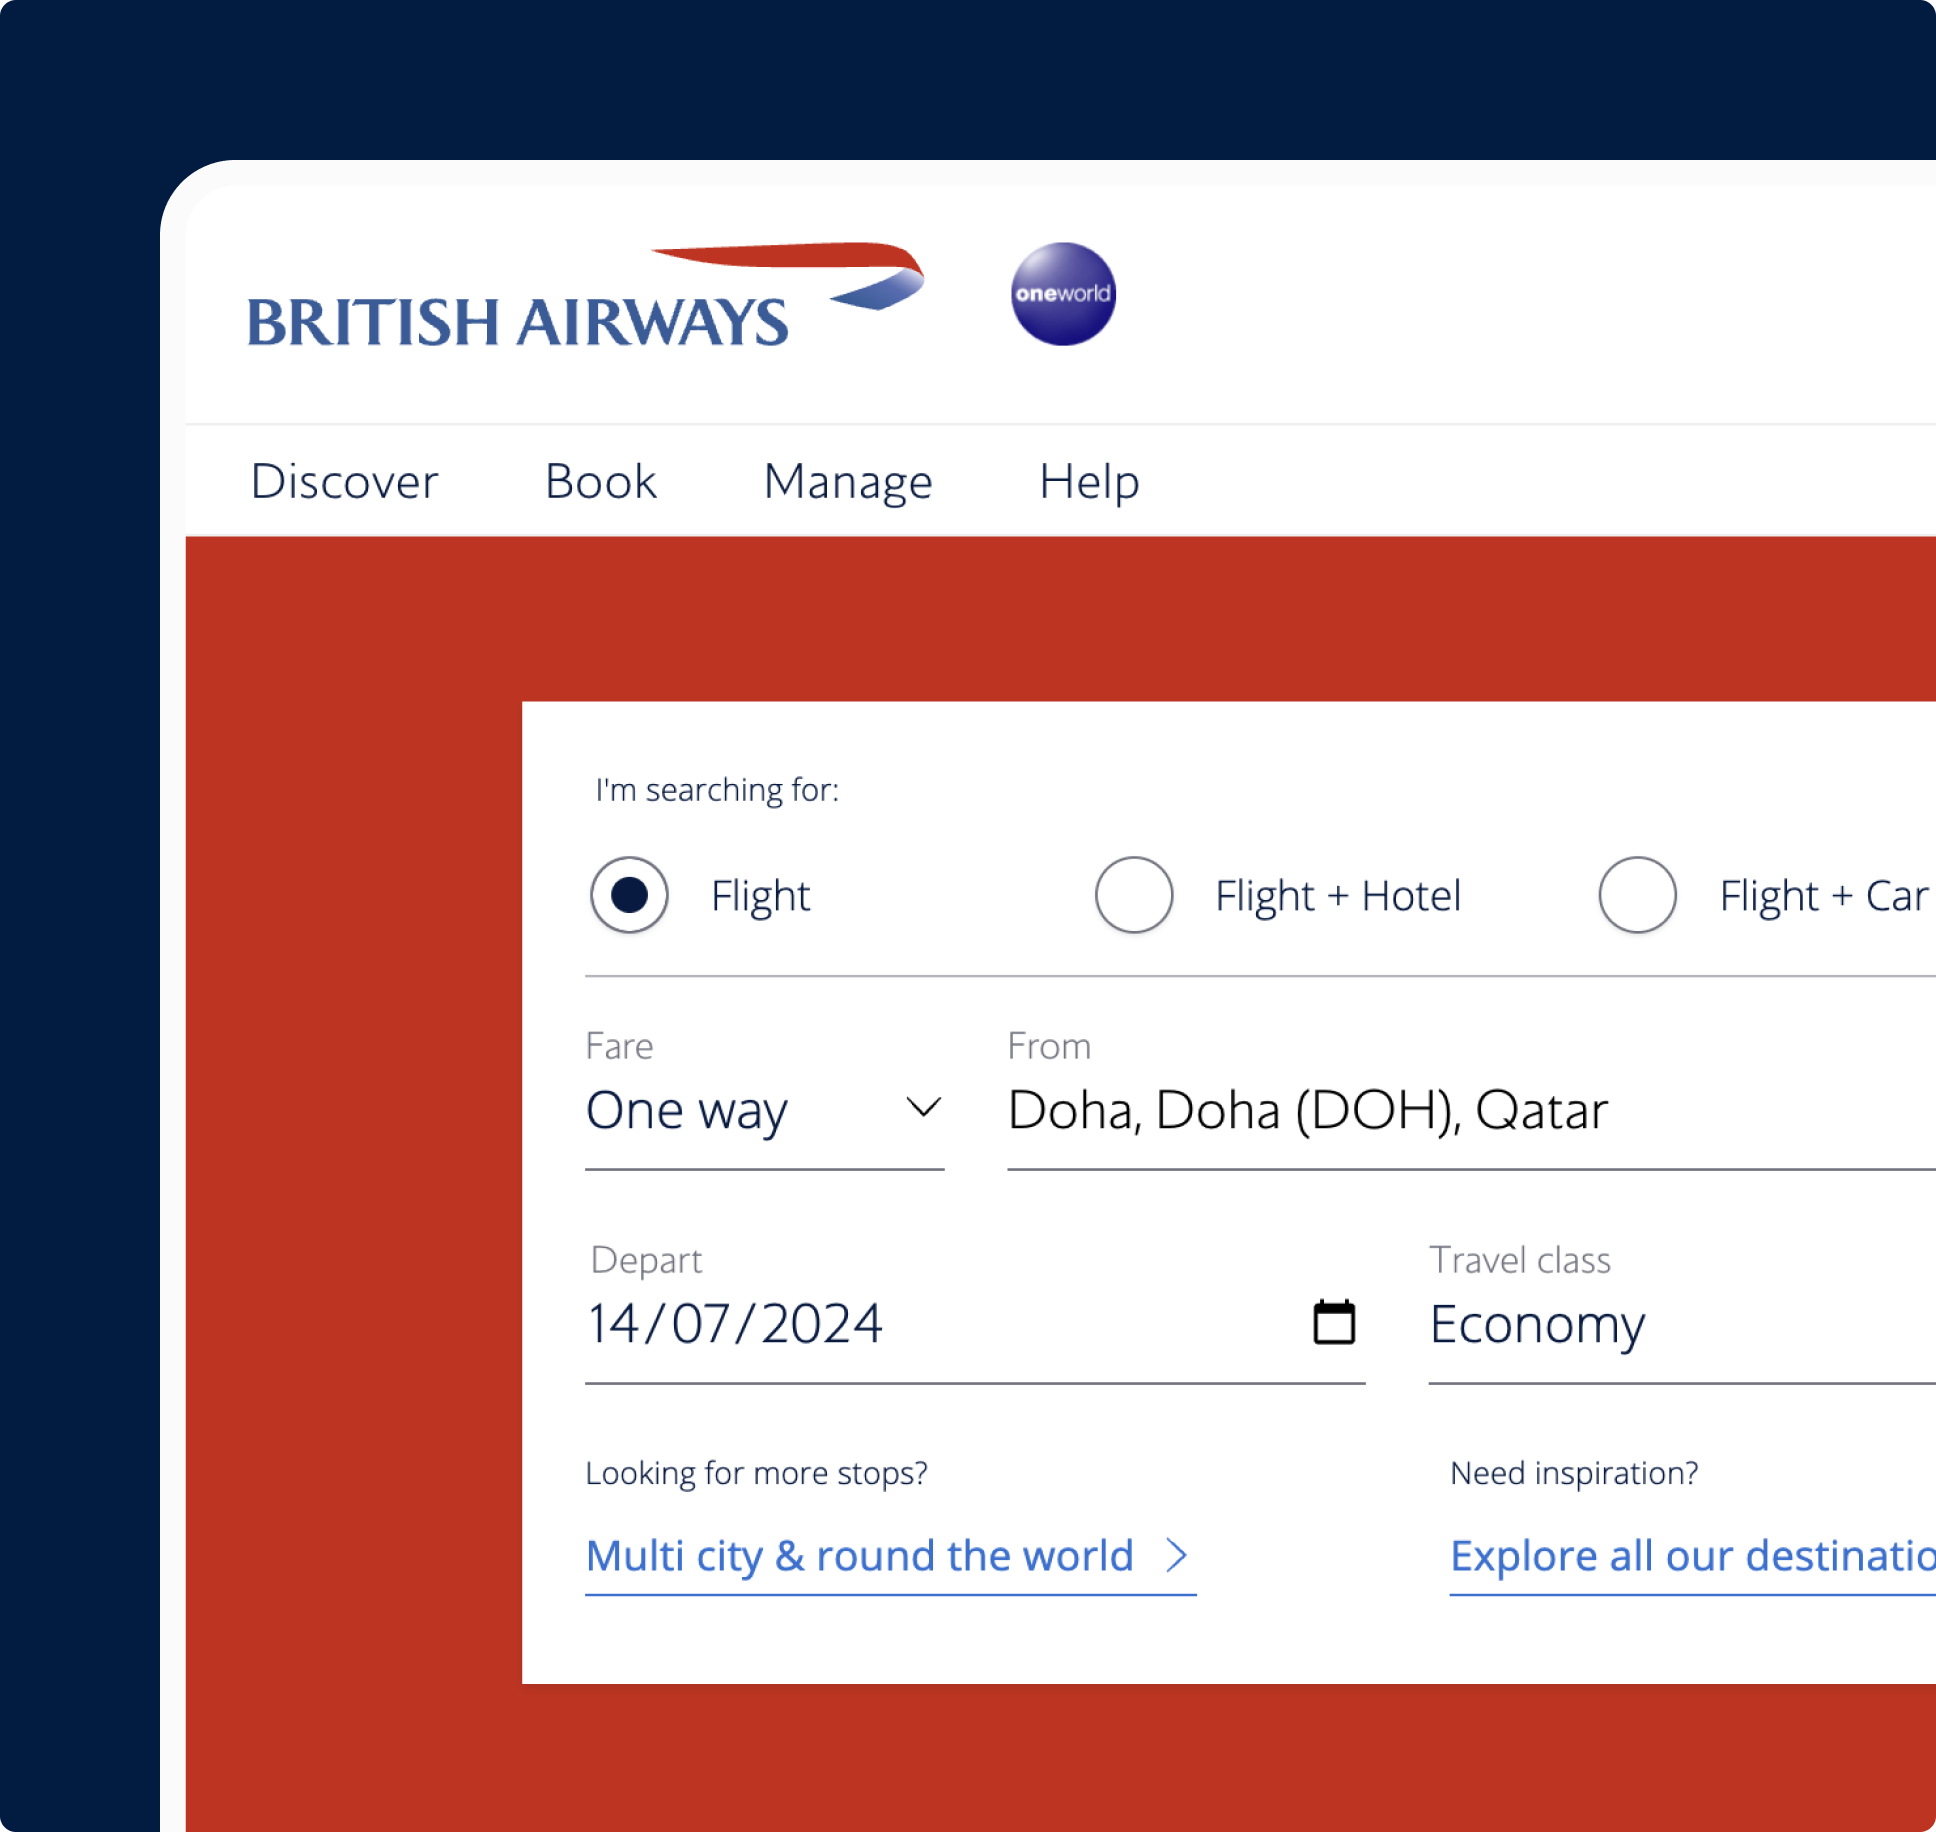 BRITISH AIRWAYS
oneworld
Discover Book Manage Help
I'm searching for:
Flight Flight + Hotel Flight + Car
Fare From
One way Doha, Doha (DOH), Qatar
Depart Travel class
14/07/2024 Economy
Looking for more stops? Need inspiration?
Multi city & round the world Explore all our destinatio